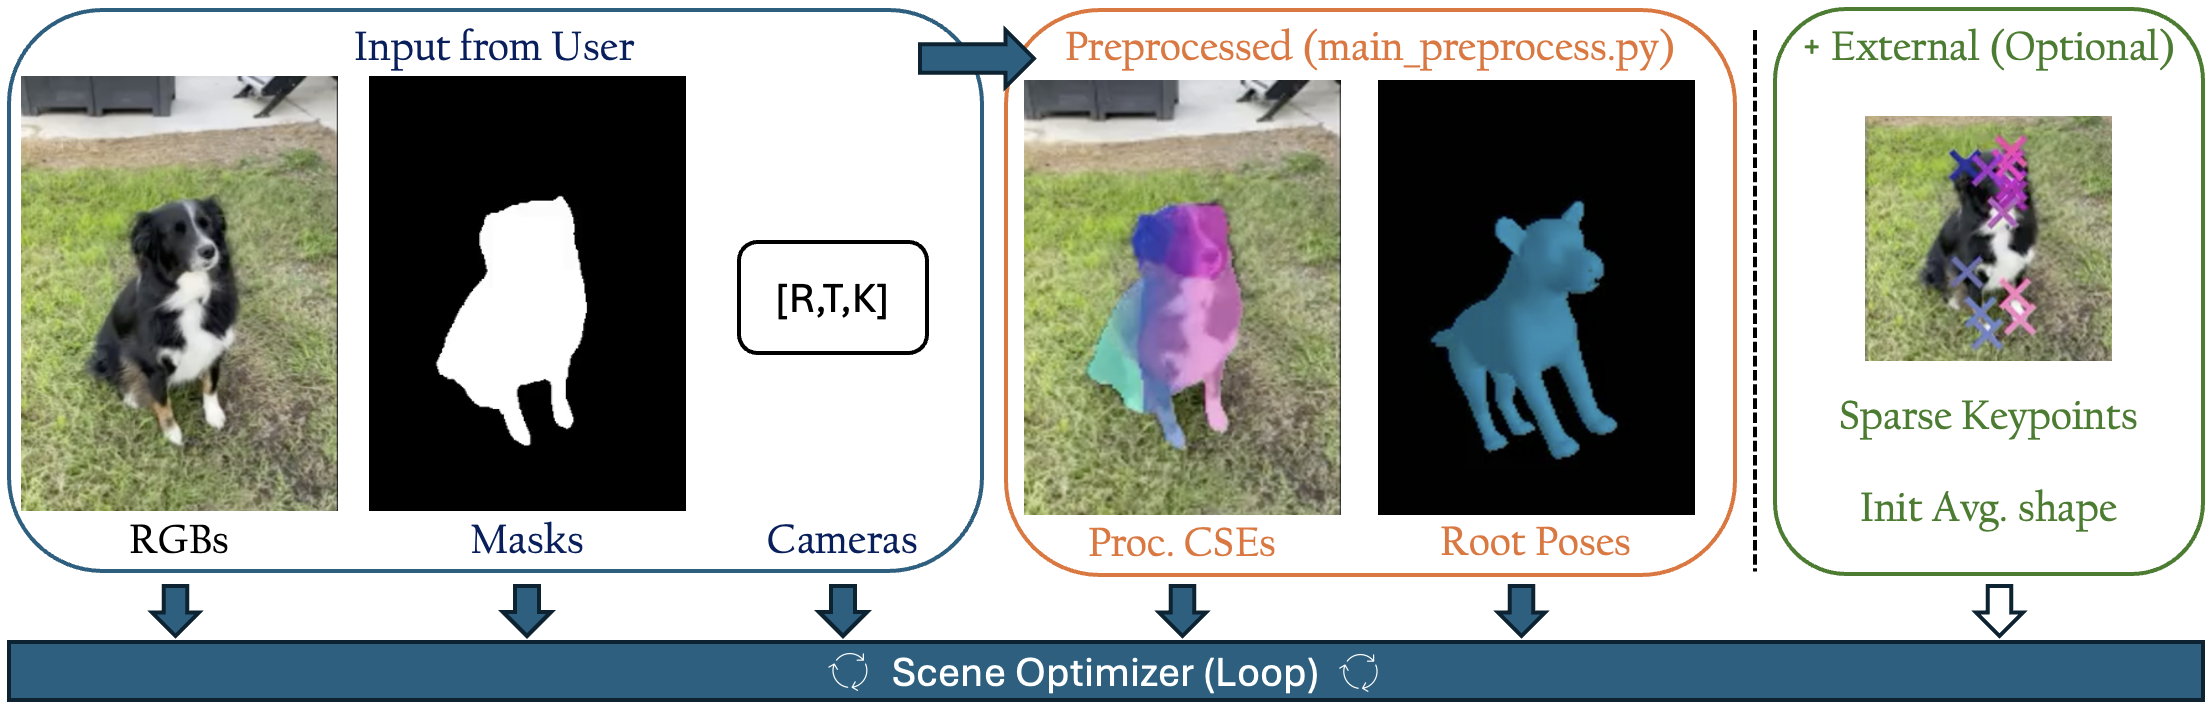 Input from User
Preprocessed (main_preprocess.py)
+ External (Optional)
[R,T,K]
RGBs
Masks
Cameras
Proc. CSEs
Root Poses
Sparse Keypoints
Init Avg. shape
Scene Optimizer (Loop)